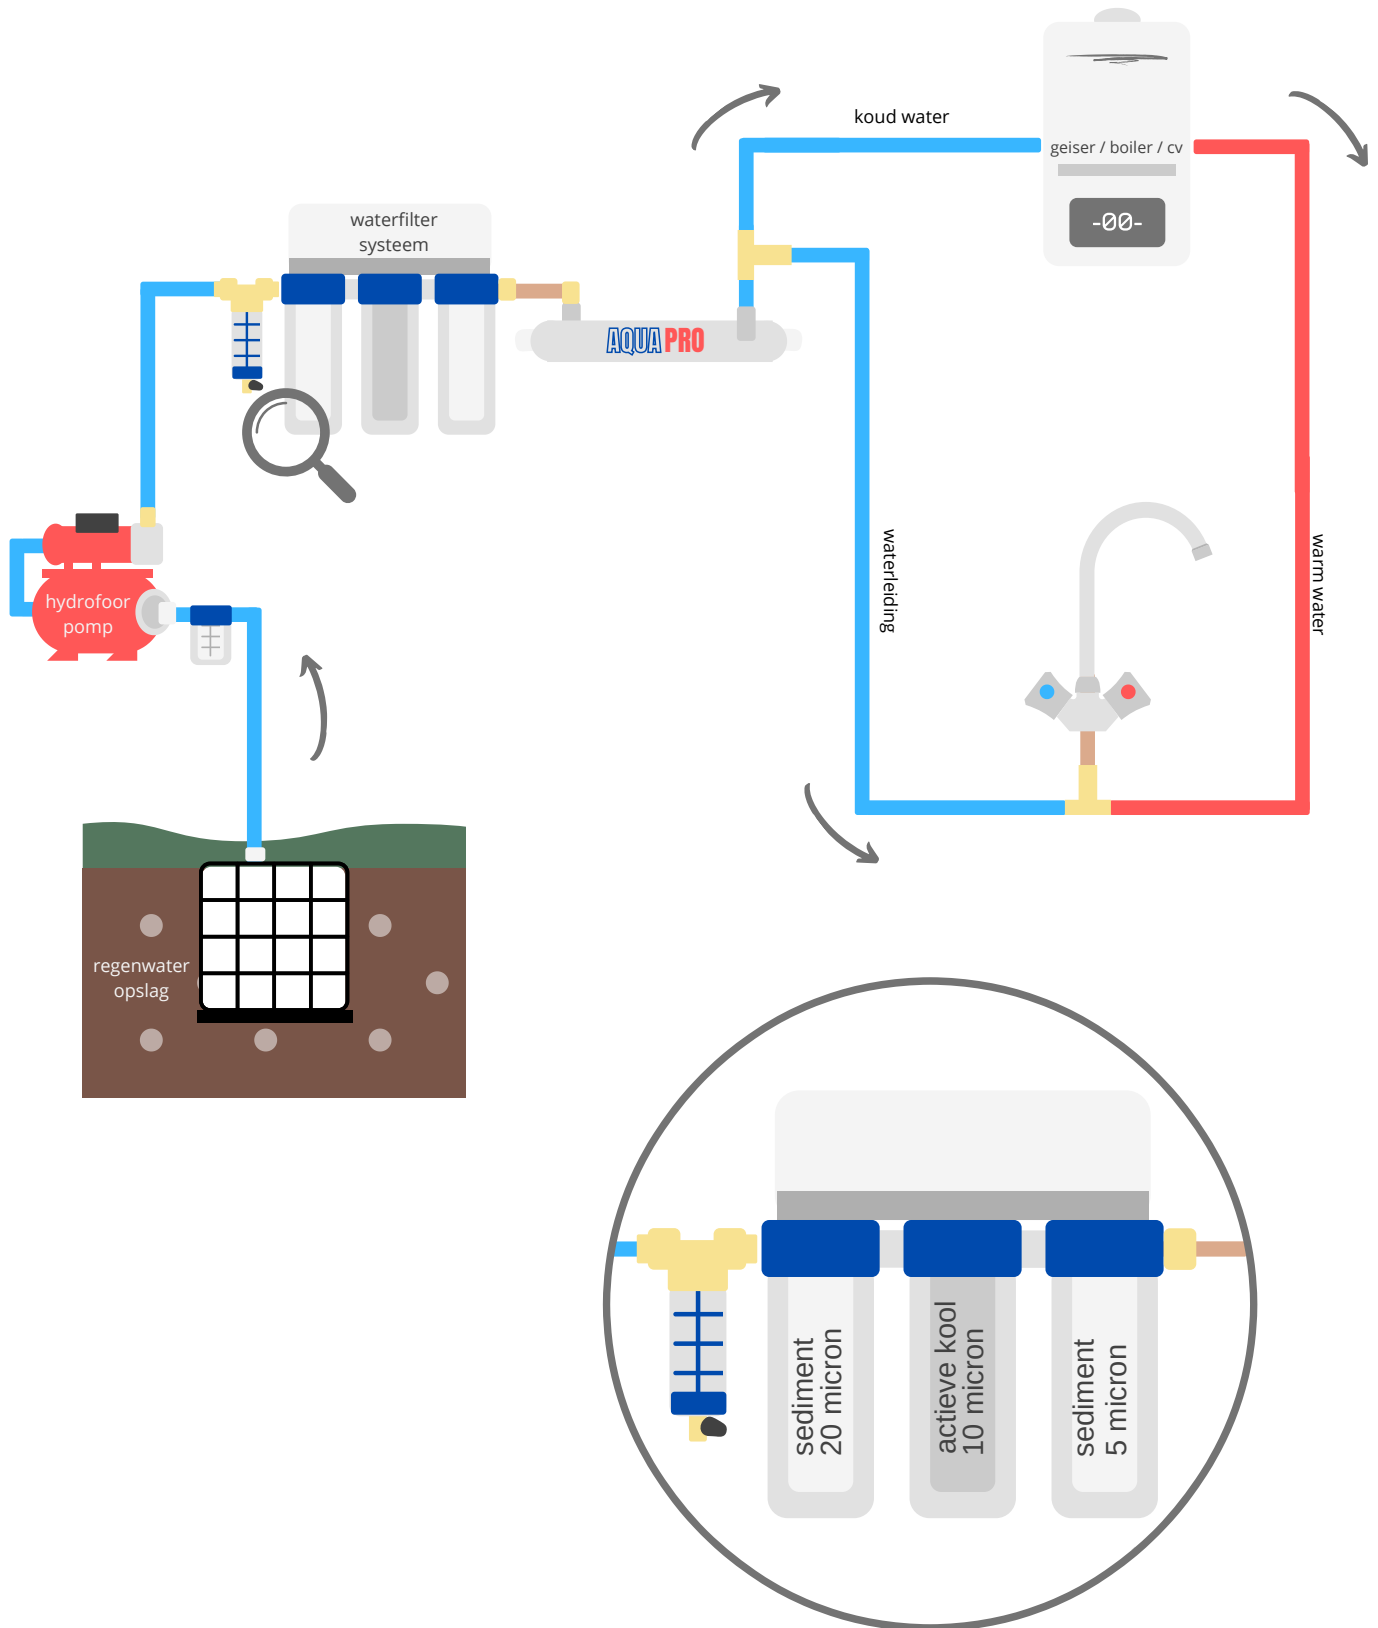 koud water
geiser / boiler / cv
-00-
waterfilter
systeem
AQUA PRO
waterleiding
warm water
hydrofoor
pomp
regenwater
opslag
sediment
20 micron
actieve kool
10 micron
sediment
5 micron